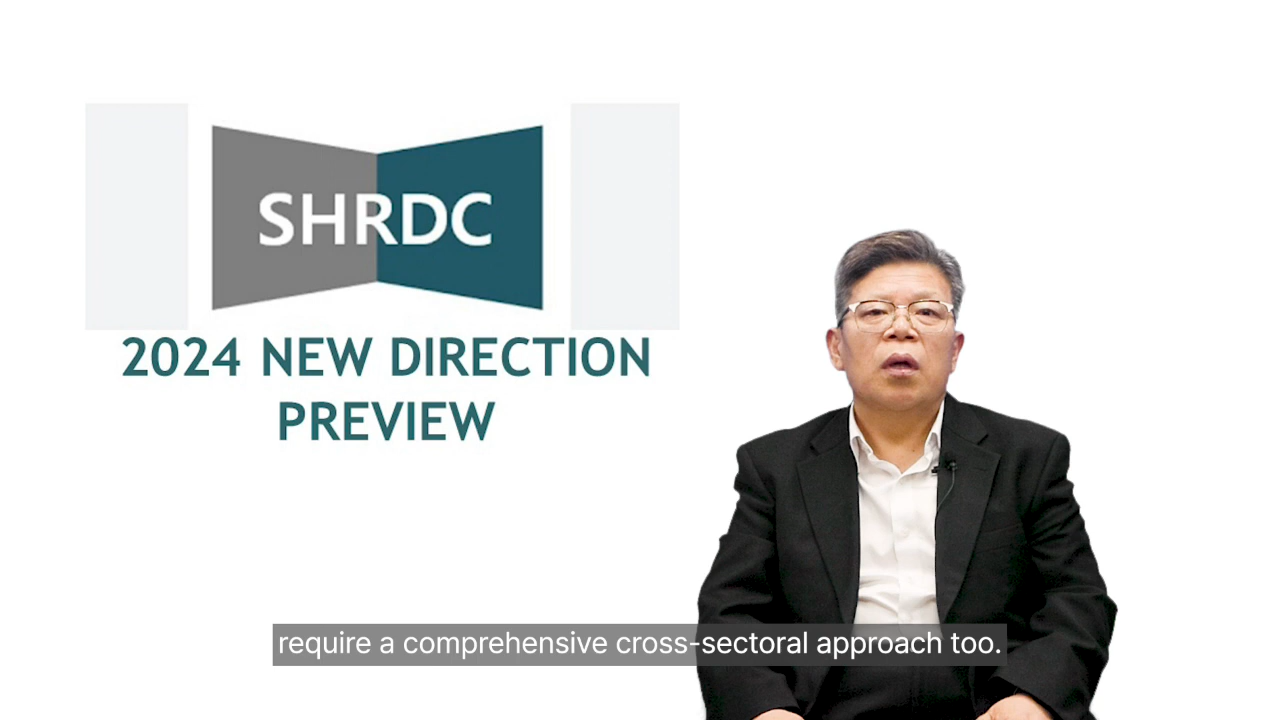 SHRDC
2024 NEW DIRECTION
PREVIEW
require a comprehensive cross-sectoral approach too.